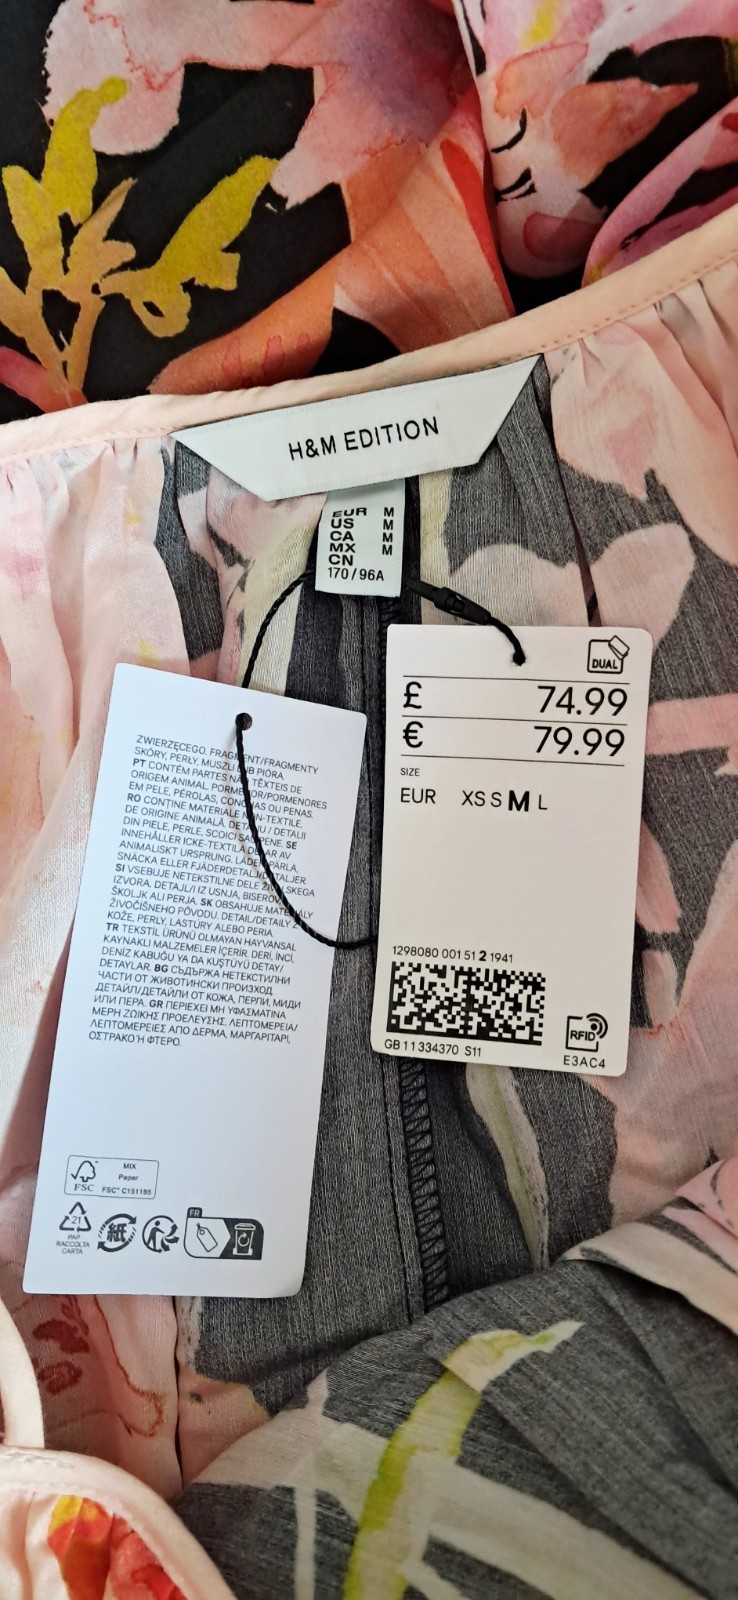 H&M EDITION
EUR M
US M
CA M
MX M
CN
170/96A
DUAL
£ 74.99
€ 79.99
SIZE
EUR XS S M L
1298080 001 51 2 1941
GB 11334370 S11
RFID
E3AC4
ZWIERZĘCEGO. FRAGMENT/FRAGMENTY
SKÓRY, PERŁY, MUSZLI LUB PIÓRA.
PT CONTÉM PARTES NÃO TÊXTEIS DE
ORIGEM ANIMAL. PORMENOR/PORMENORES
EM PELE, PÉROLAS, CONCHAS OU PENAS.
RO CONȚINE MATERIALE NON-TEXTILE,
DE ORIGINE ANIMALĂ. DETALIU / DETALII
DIN PIELE, PERLE, SCOICI SAU PENE. SE
INNEHÅLLER ICKE-TEXTILA DELAR AV
ANIMALISKT URSPRUNG. LÄDER, PÄRLA,
SNÄCKA ELLER FJÄDERDETALJ/DETALJER.
SI VSEBUJE NETEKSTILNE DELE ŽIVALSKEGA
IZVORA. DETAJL/I IZ USNJA, BISEROV,
ŠKOLJK ALI PERJA. SK OBSAHUJE MATERIÁLY
ŽIVOČÍŠNEHO PÔVODU. DETAIL/DETAILY Z
KOŽE, PERLY, LASTÚRY ALEBO PERIA.
TR TEKSTİL ÜRÜNÜ OLMAYAN HAYVANSAL
KAYNAKLI MALZEMELER İÇERİR. DERİ, İNCİ,
DENİZ KABUĞU YA DA KUŞTÜYÜ DETAY/
DETAYLAR. BG СЪДЪРЖА НЕТЕКСТИЛНИ
ЧАСТИ ОТ ЖИВОТИНСКИ ПРОИЗХОД.
ДЕТАЙЛ/ДЕТАЙЛИ ОТ КОЖА, ПЕРЛИ, МИДИ
ИЛИ ПЕРА. GR ΠΕΡΙΕΧΕΙ ΜΗ ΥΦΑΣΜΑΤΙΝΑ
ΜΕΡΗ ΖΩΙΚΗΣ ΠΡΟΕΛΕΥΣΗΣ. ΛΕΠΤΟΜΕΡΕΙΑ/
ΛΕΠΤΟΜΕΡΕΙΕΣ ΑΠΟ ΔΕΡΜΑ, ΜΑΡΓΑΡΙΤΑΡΙ,
ΟΣΤΡΑΚΟ Ή ΦΤΕΡΟ.
FSC
MIX
Paper
FSC™ C151185
21
PAP
RACCOLTA
CARTA
紙
FR